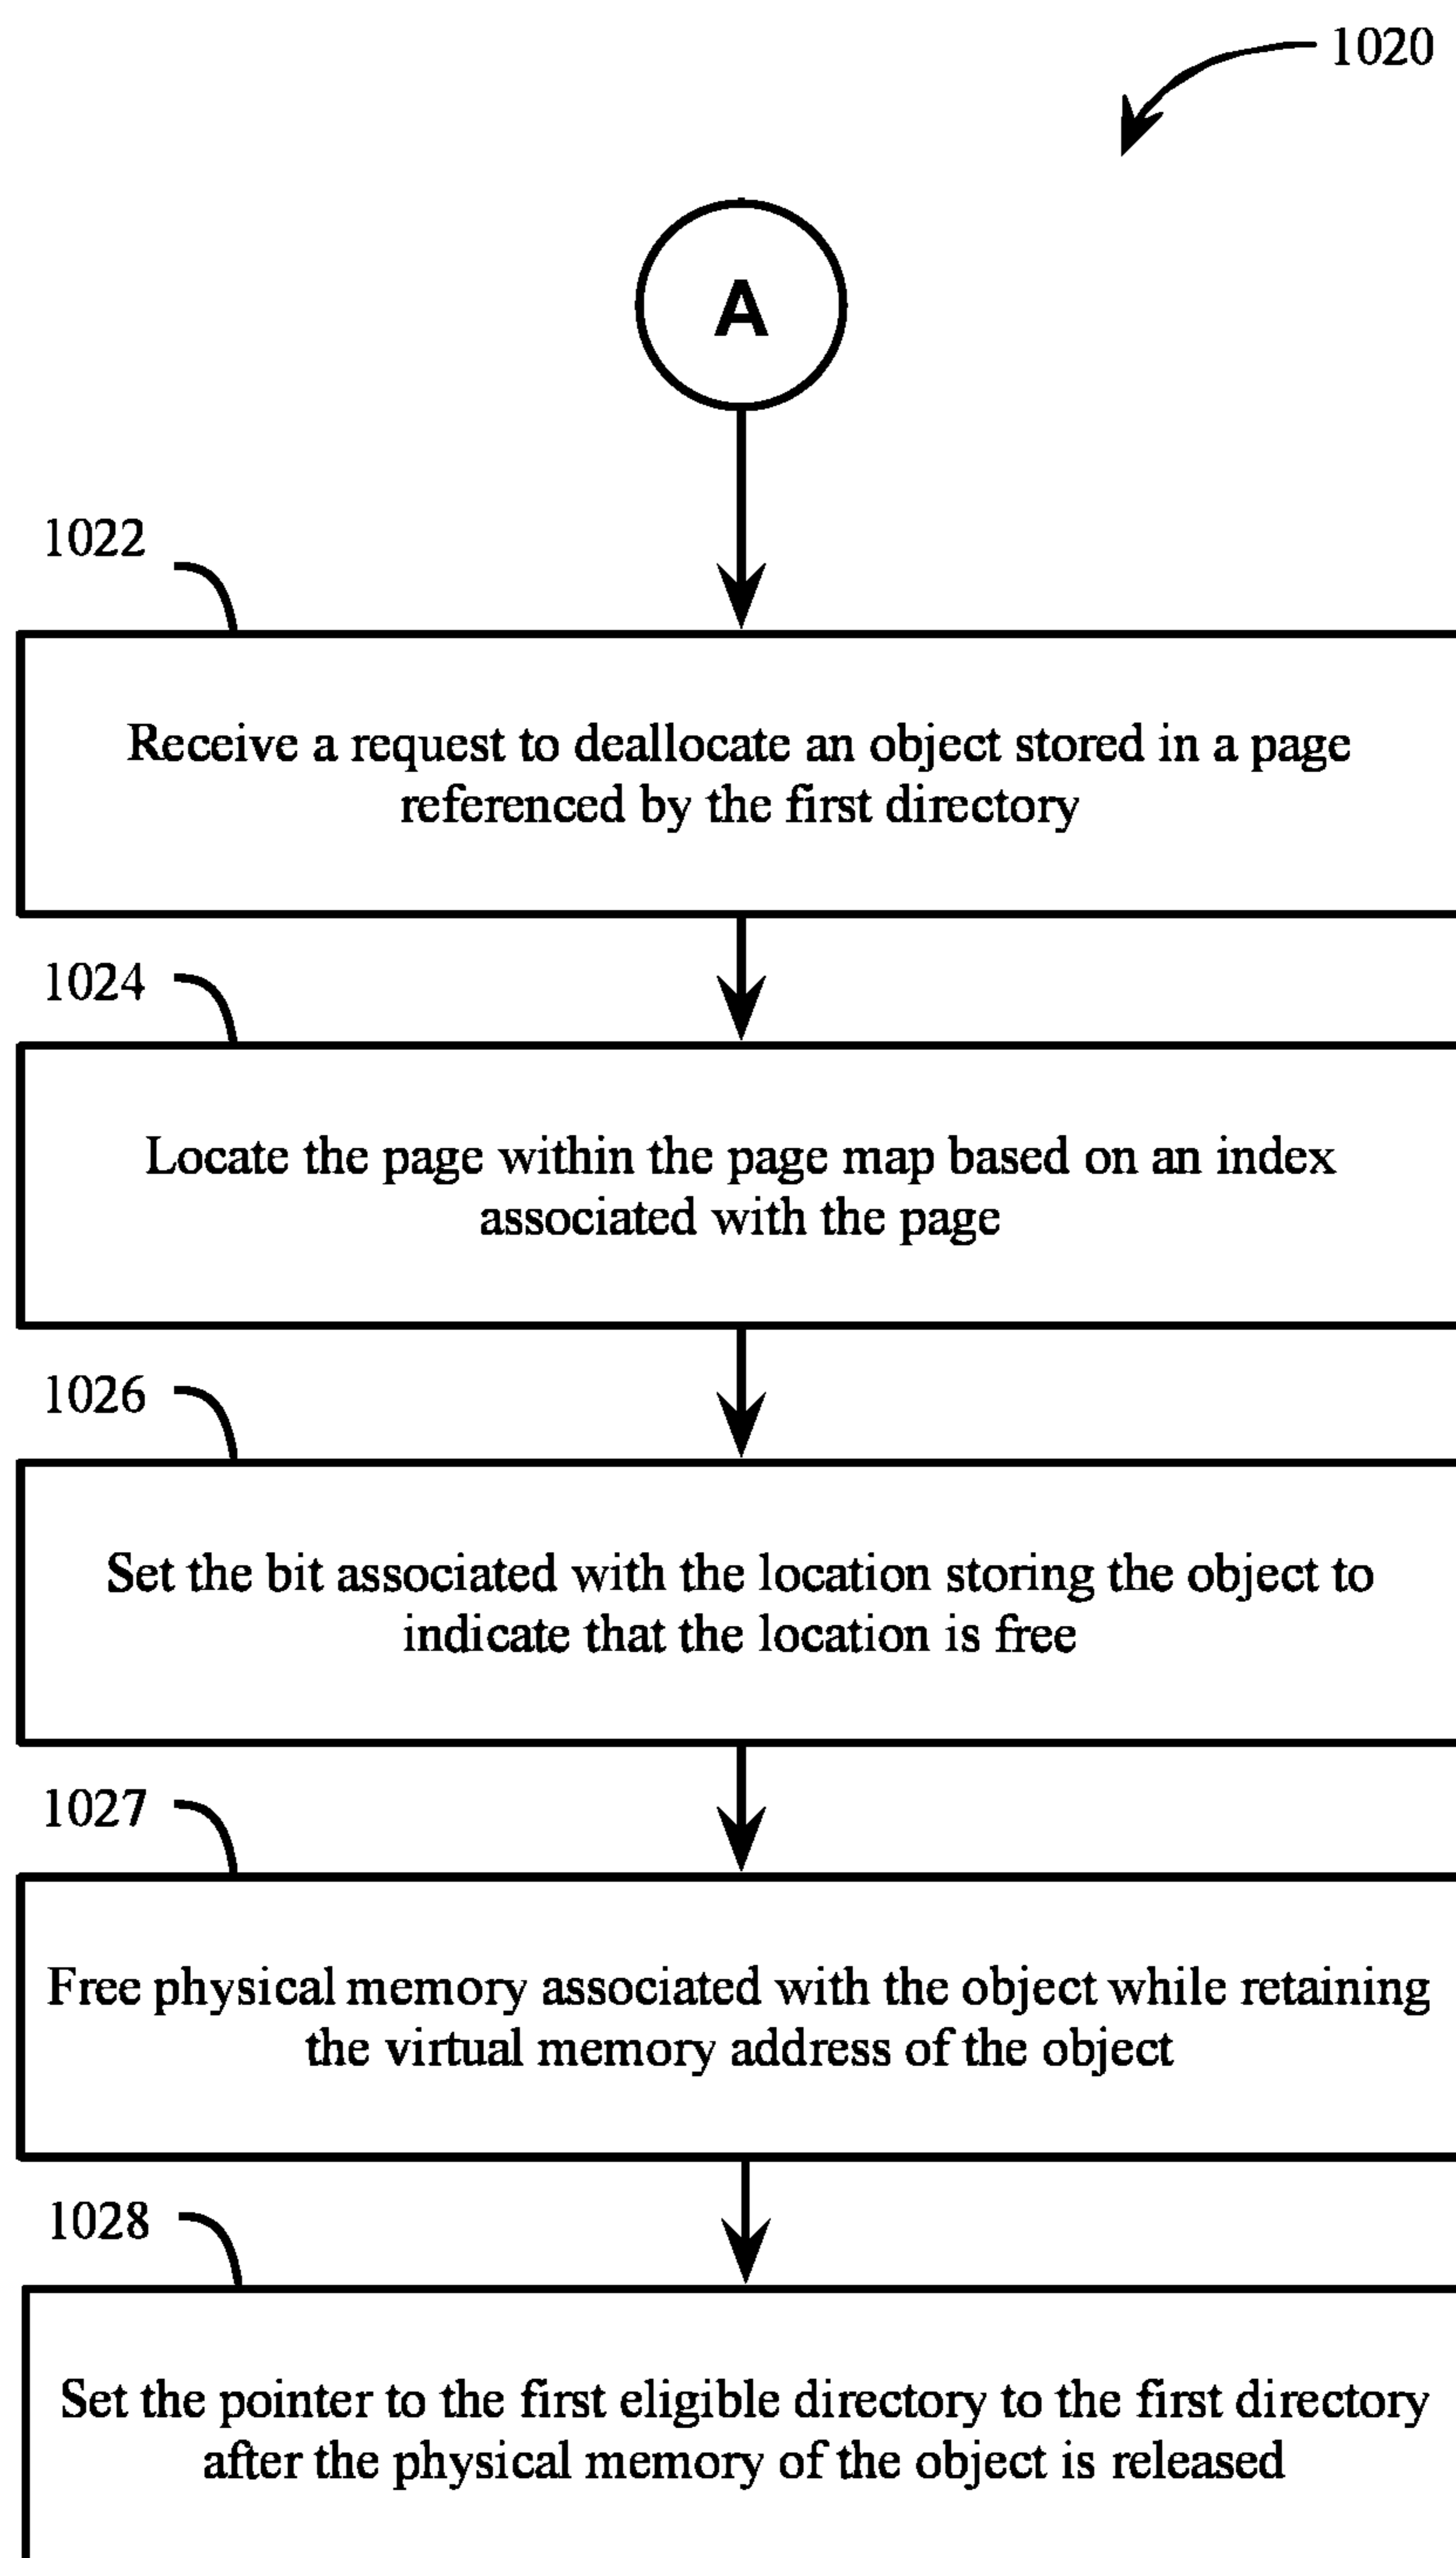 1020
A
1022
Receive a request to deallocate an object stored in a page
referenced by the first directory
1024
Locate the page within the page map based on an index
associated with the page
1026
Set the bit associated with the location storing the object to
indicate that the location is free
1027
Free physical memory associated with the object while retaining
the virtual memory address of the object
1028
Set the pointer to the first eligible directory to the first directory
after the physical memory of the object is released